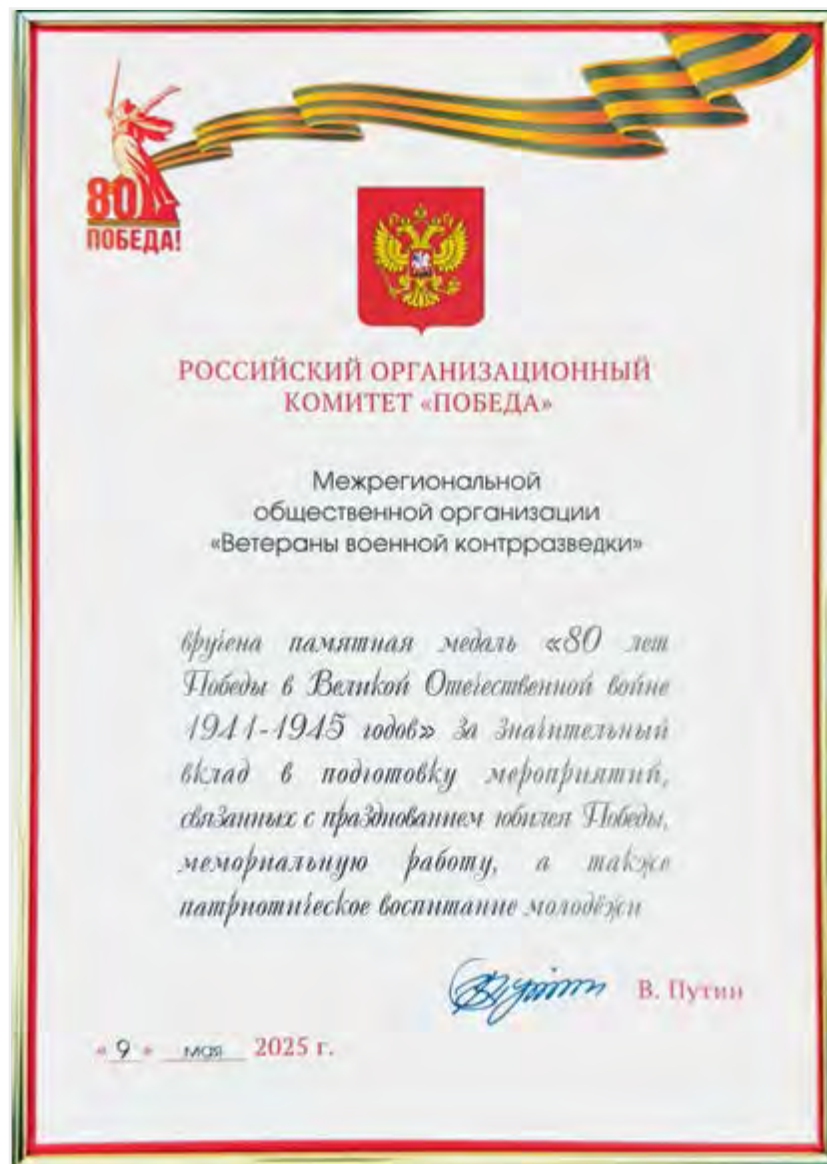 80
ПОБЕДА!
РОССИЙСКИЙ ОРГАНИЗАЦИОННЫЙ
КОМИТЕТ «ПОБЕДА»
Межрегиональной
общественной организации
«Ветераны военной контрразведки»
вручена памятная медаль «80 лет
Победы в Великой Отечественной войне
1941-1945 годов» за значительный
вклад в подготовку мероприятий,
связанных с празднованием юбилея Победы,
мемориальную работу, а также
патриотическое воспитание молодёжи
В. Путин
« 9 » мая 2025 г.